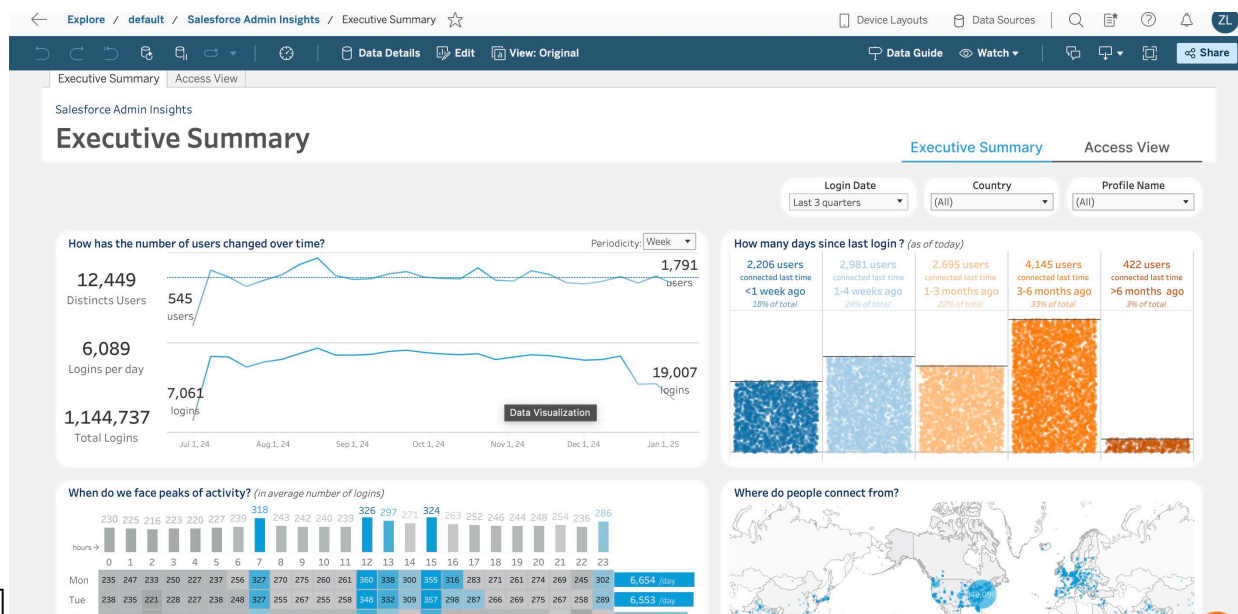 Explore / default / Salesforce Admin Insights / Executive Summary
Device Layouts
Data Sources
ZL
Data Details
Edit
View: Original
Data Guide
Watch
Share
Executive Summary
Access View
Salesforce Admin Insights
Executive Summary
Executive Summary
Access View
Login Date
Last 3 quarters
Country
(All)
Profile Name
(All)
How has the number of users changed over time?
Periodicity: Week
12,449
Distincts Users
545
users
1,791
users
6,089
Logins per day
7,061
logins
19,007
logins
1,144,737
Total Logins
Data Visualization
Jul 1, 24 Aug 1, 24 Sep 1, 24 Oct 1, 24 Nov 1, 24 Dec 1, 24 Jan 1, 25
How many days since last login ? (as of today)
2,206 users
connected last time
<1 week ago
18% of total
2,981 users
connected last time
1-4 weeks ago
24% of total
2,695 users
connected last time
1-3 months ago
22% of total
4,145 users
connected last time
3-6 months ago
33% of total
422 users
connected last time
>6 months ago
3% of total
When do we face peaks of activity? (in average number of logins)
230 225 216 223 220 227 239 318 243 242 240 239 326 297 271 324 263 252 246 244 248 254 236 286
hours→
0 1 2 3 4 5 6 7 8 9 10 11 12 13 14 15 16 17 18 19 20 21 22 23
Mon 235 247 233 250 227 237 256 327 270 275 260 261 360 338 300 355 316 283 271 261 274 269 245 302 6,654 /day
Tue 238 235 221 228 227 238 248 327 255 267 255 258 348 332 309 357 298 287 266 269 275 267 258 289 6,553 /day
Where do people connect from?